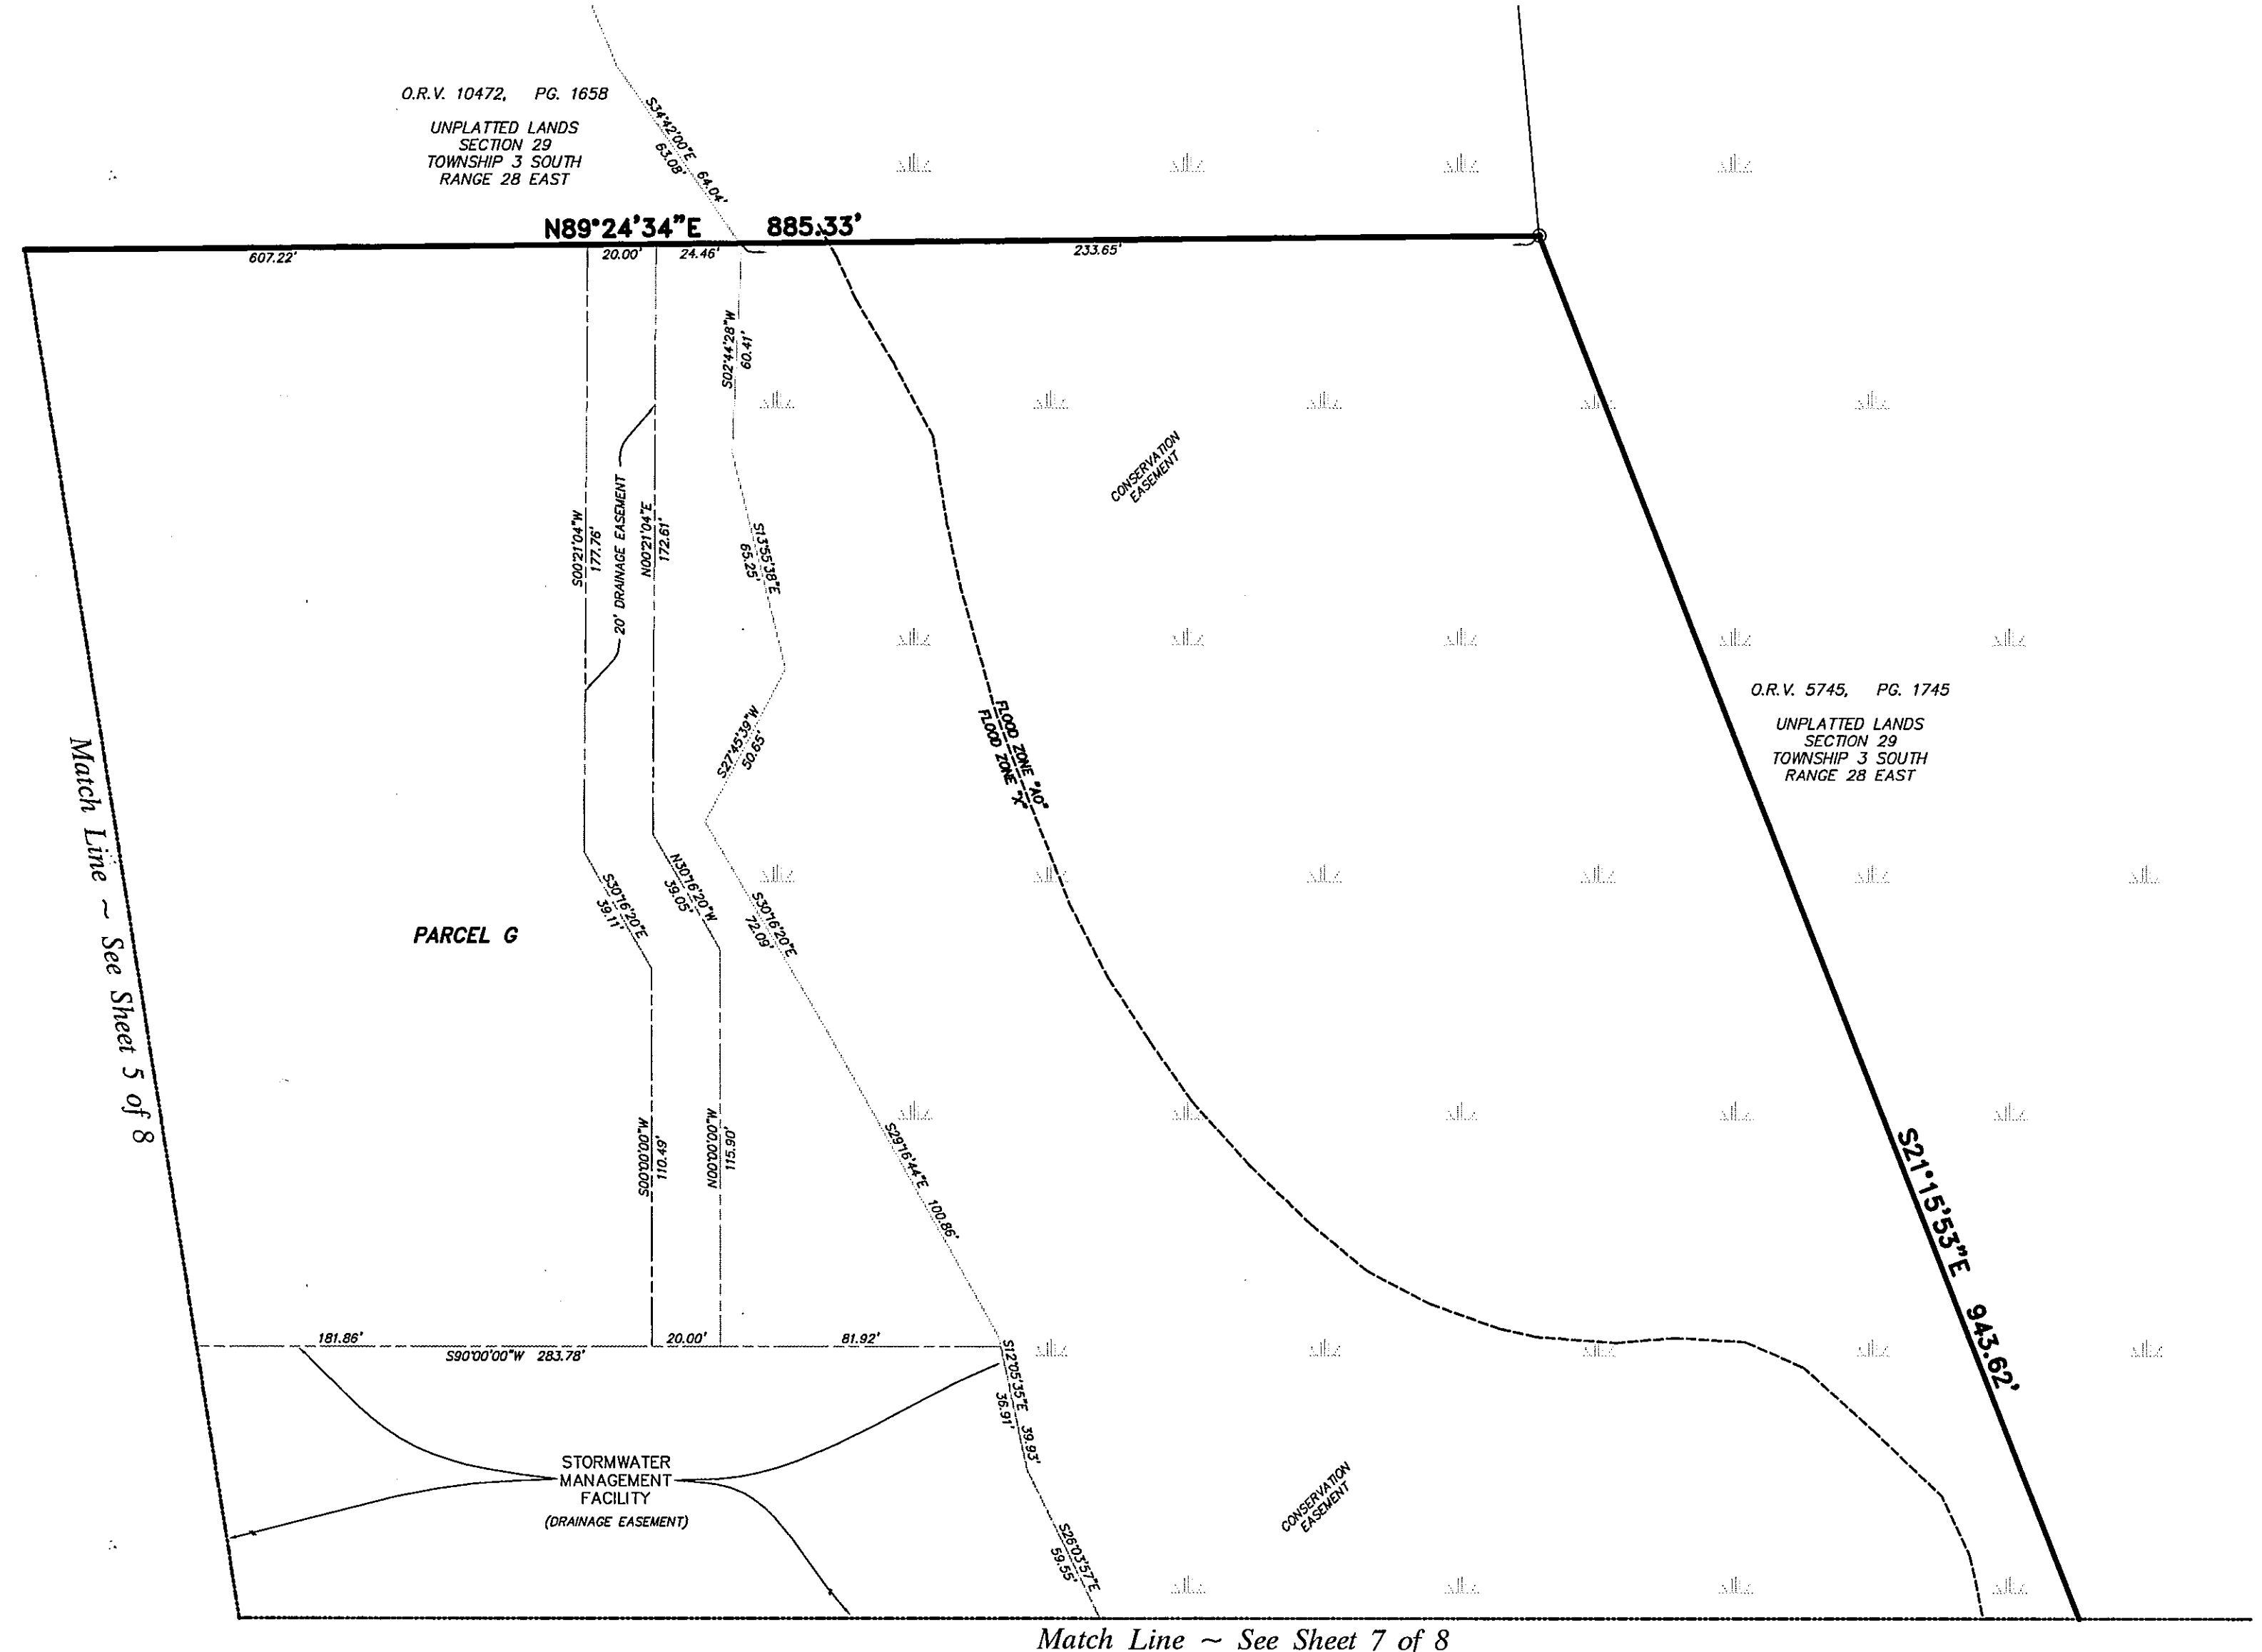 O.R.V. 10472, PG. 1658
UNPLATTED LANDS
SECTION 29
TOWNSHIP 3 SOUTH
RANGE 28 EAST
S34°42'00"E 64.04'
63.08'
N89°24'34"E 885.33'
607.22'
20.00'
24.46'
233.65'
S02°44'28"W
60.41'
CONSERVATION
EASEMENT
S00°21'04"W
177.76'
20' DRAINAGE EASEMENT
N00°21'04"E
172.61'
S13°55'38"E
65.25'
O.R.V. 5745, PG. 1745
UNPLATTED LANDS
SECTION 29
TOWNSHIP 3 SOUTH
RANGE 28 EAST
S27°45'39"W
50.65'
FLOOD ZONE "AO"
FLOOD ZONE "X"
Match Line ~ See Sheet 5 of 8
S30°16'20"E
39.11'
N30°16'20"W
39.05'
S30°16'20"E
72.09'
PARCEL G
S00°00'00"W
110.49'
N00°00'00"W
115.90'
S29°16'44"E 100.86'
S21°15'53"E 943.62'
181.86'
20.00'
81.92'
S90°00'00"W 283.78'
S12°05'35"E 39.93'
36.91'
STORMWATER
MANAGEMENT
FACILITY
(DRAINAGE EASEMENT)
CONSERVATION
EASEMENT
S26°03'57"E
59.55'
Match Line ~ See Sheet 7 of 8